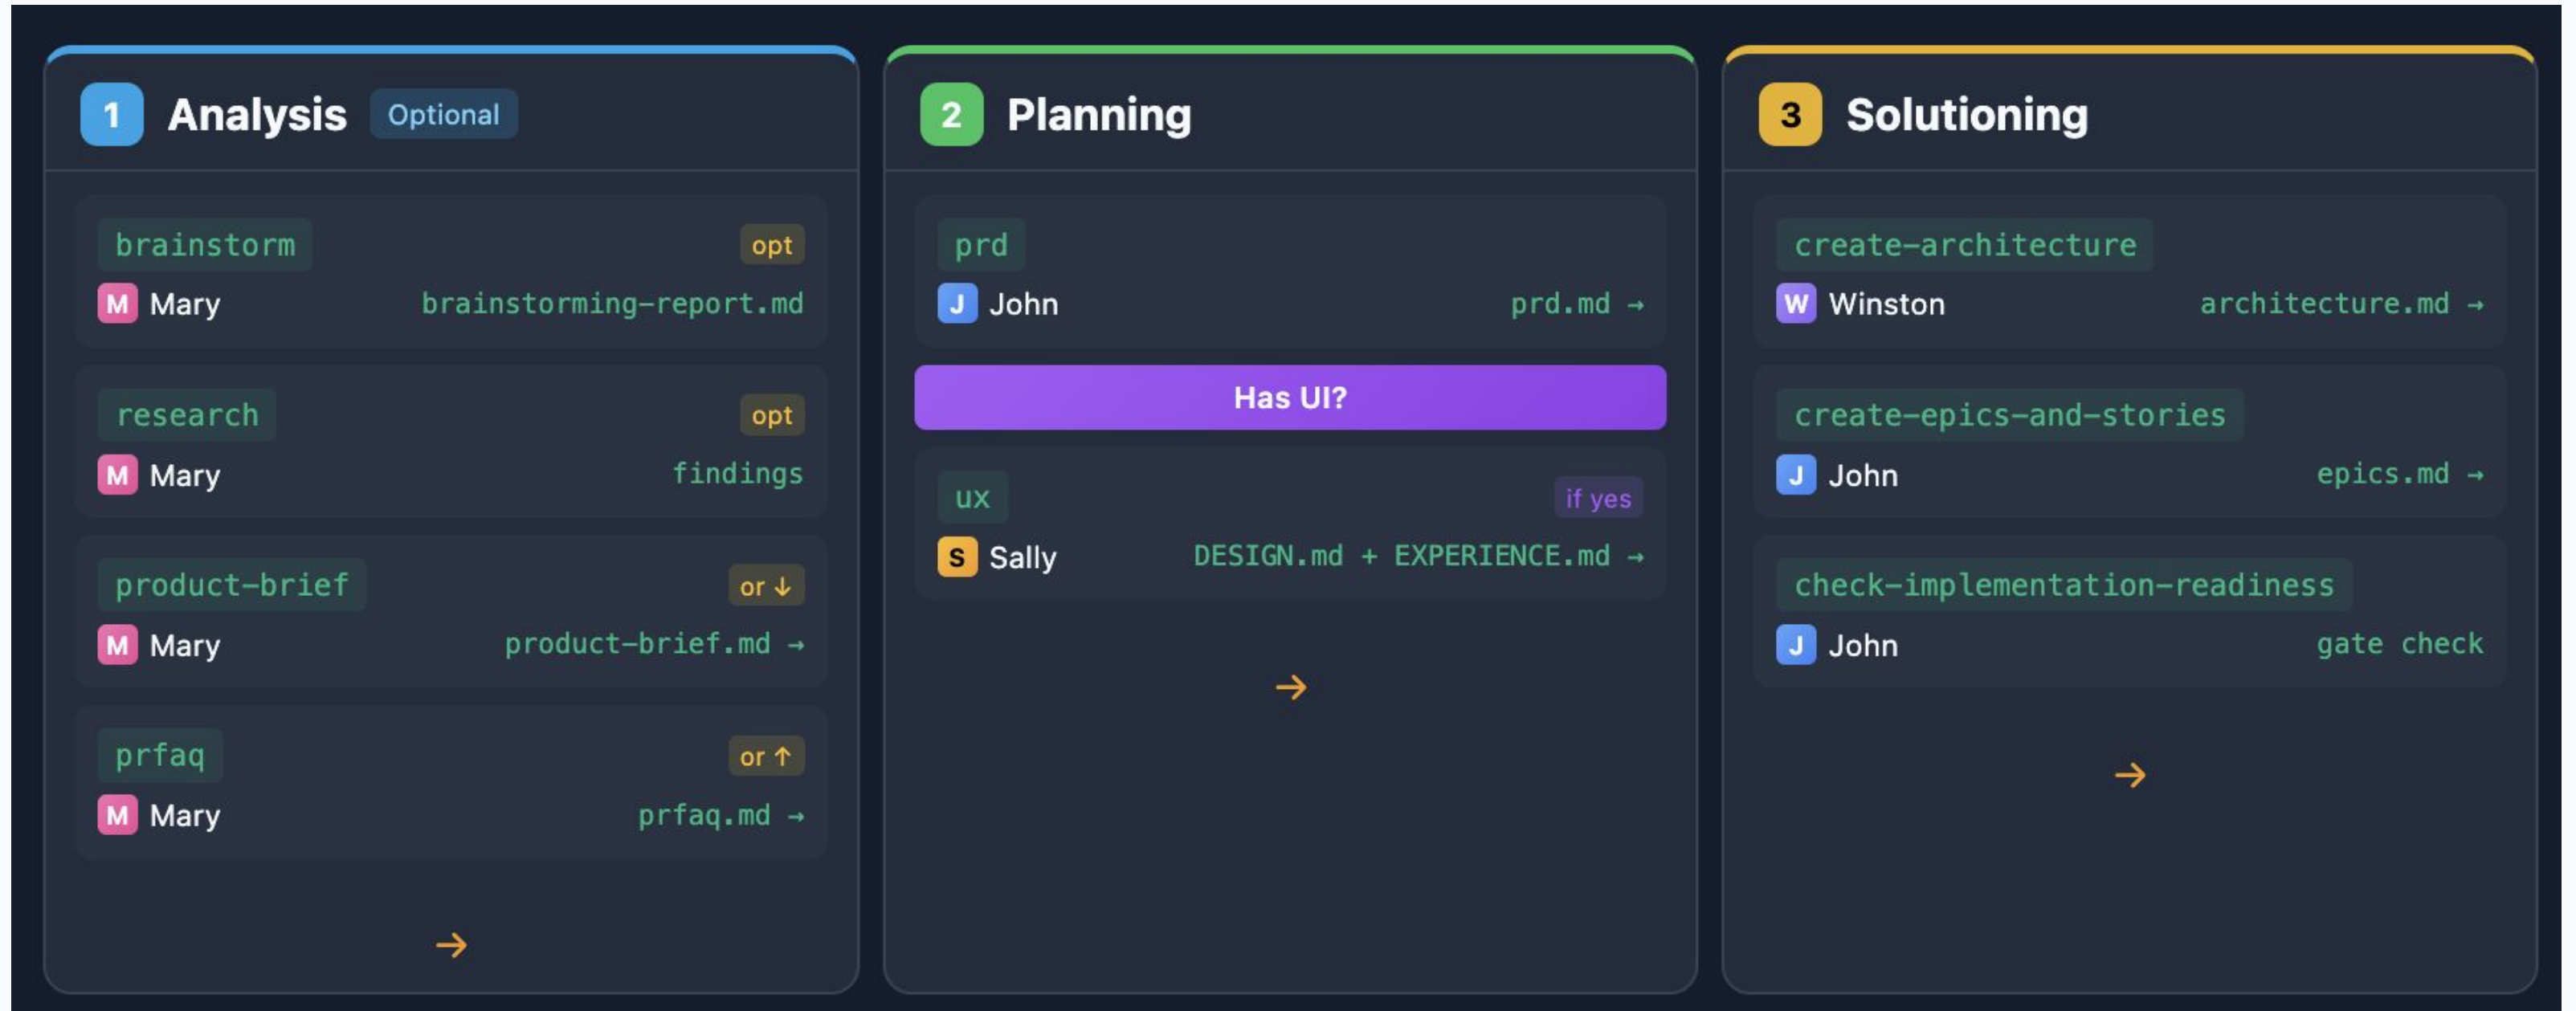 1 Analysis Optional
brainstorm opt
M Mary brainstorming-report.md
research opt
M Mary findings
product-brief or ↓
M Mary product-brief.md →
prfaq or ↑
M Mary prfaq.md →
→
2 Planning
prd
J John prd.md →
Has UI?
ux if yes
S Sally DESIGN.md + EXPERIENCE.md →
→
3 Solutioning
create-architecture
W Winston architecture.md →
create-epics-and-stories
J John epics.md →
check-implementation-readiness
J John gate check
→